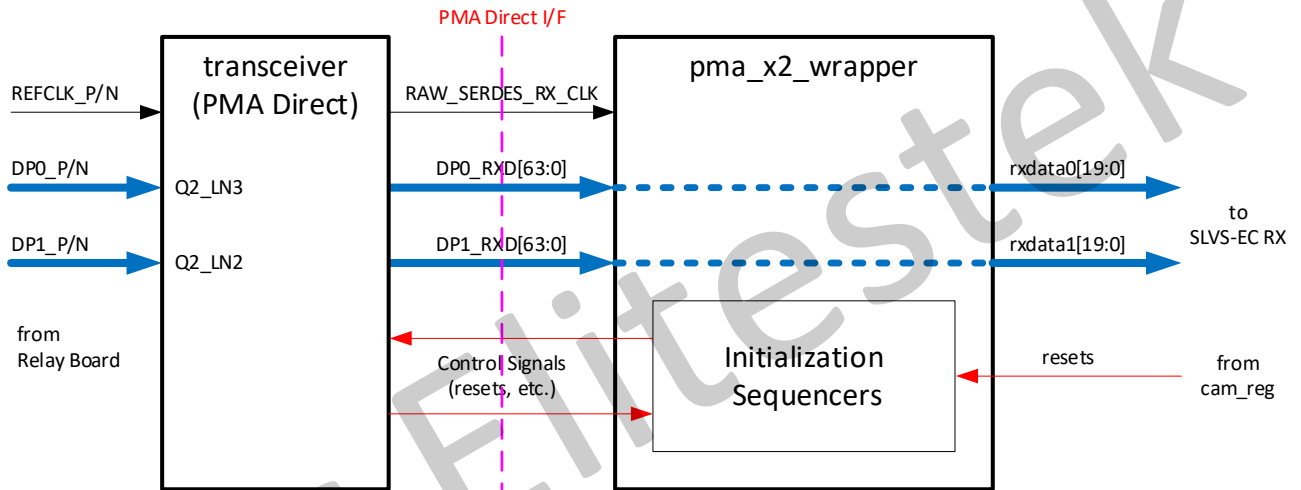 PMA Direct I/F
transceiver
(PMA Direct)
pma_x2_wrapper
REFCLK_P/N
RAW_SERDES_RX_CLK
DP0_P/N
Q2_LN3
DP0_RXD[63:0]
rxdata0[19:0]
to
SLVS-EC RX
DP1_P/N
Q2_LN2
DP1_RXD[63:0]
rxdata1[19:0]
from
Relay Board
Control Signals
(resets, etc.)
Initialization
Sequencers
resets
from
cam_reg
Elitestek